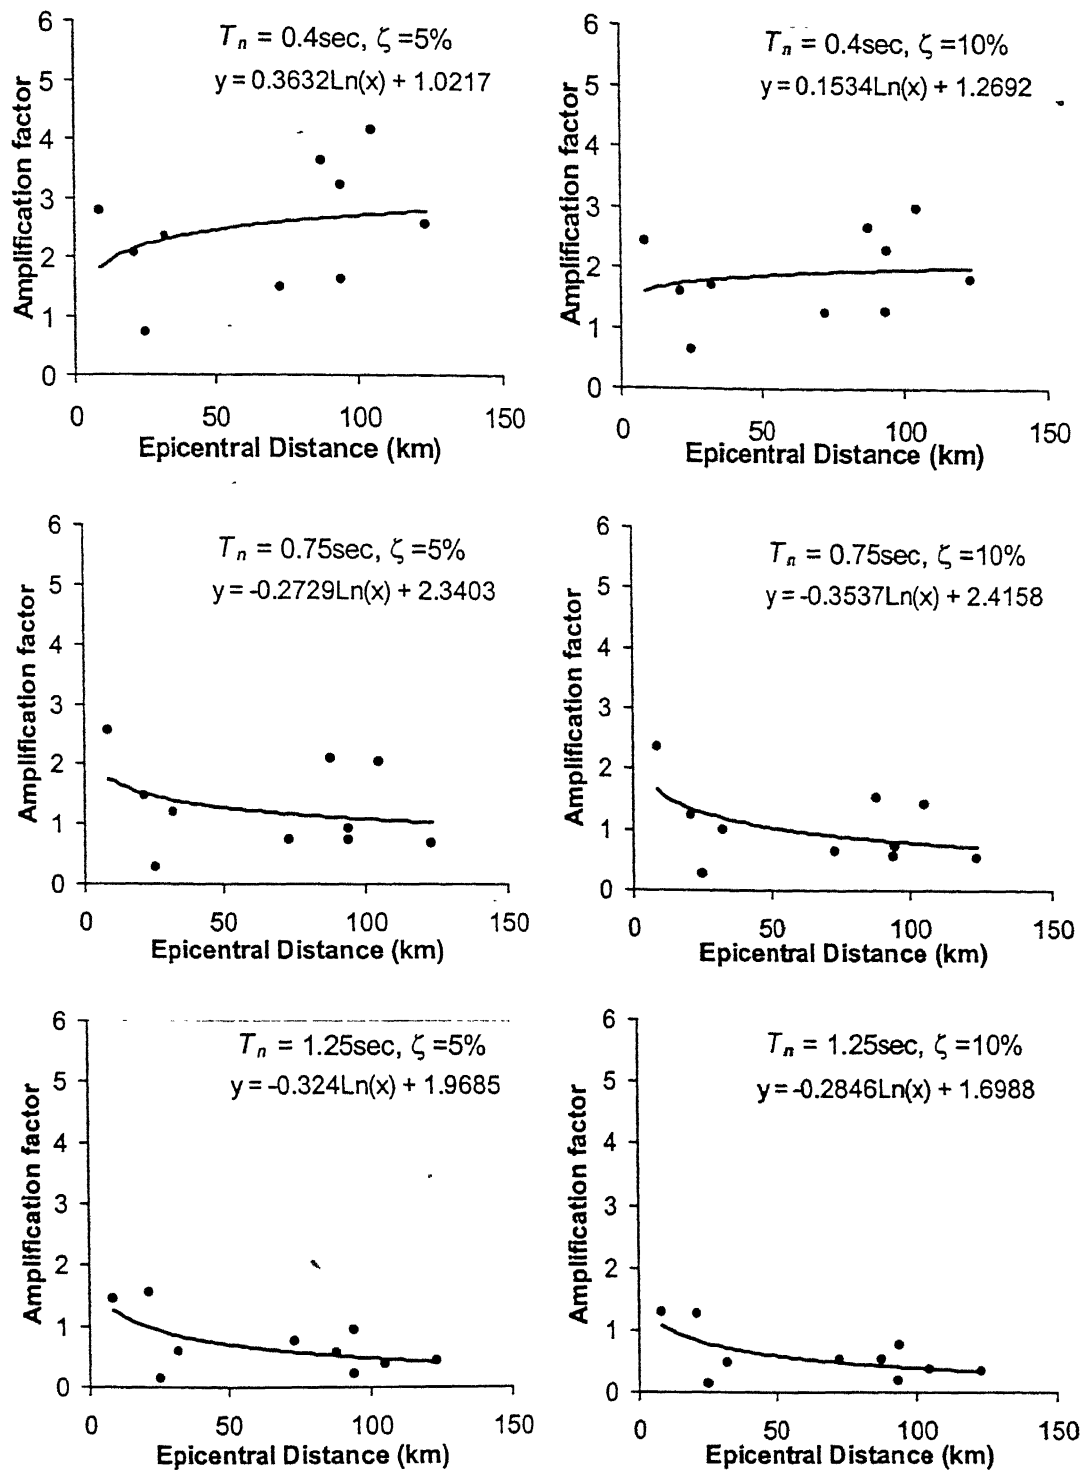 T_n = 0.4sec, ζ =5%
y = 0.3632Ln(x) + 1.0217
Amplification factor
6
5
4
3
2
1
0
0 50 100 150
Epicentral Distance (km)
T_n = 0.4sec, ζ =10%
y = 0.1534Ln(x) + 1.2692
Amplification factor
6
5
4
3
2
1
0
0 50 100 150
Epicentral Distance (km)
T_n = 0.75sec, ζ =5%
y = -0.2729Ln(x) + 2.3403
Amplification factor
6
5
4
3
2
1
0
0 50 100 150
Epicentral Distance (km)
T_n = 0.75sec, ζ =10%
y = -0.3537Ln(x) + 2.4158
Amplification factor
6
5
4
3
2
1
0
0 50 100 150
Epicentral Distance (km)
T_n = 1.25sec, ζ =5%
y = -0.324Ln(x) + 1.9685
Amplification factor
6
5
4
3
2
1
0
0 50 100 150
Epicentral Distance (km)
T_n = 1.25sec, ζ =10%
y = -0.2846Ln(x) + 1.6988
Amplification factor
6
5
4
3
2
1
0
0 50 100 150
Epicentral Distance (km)